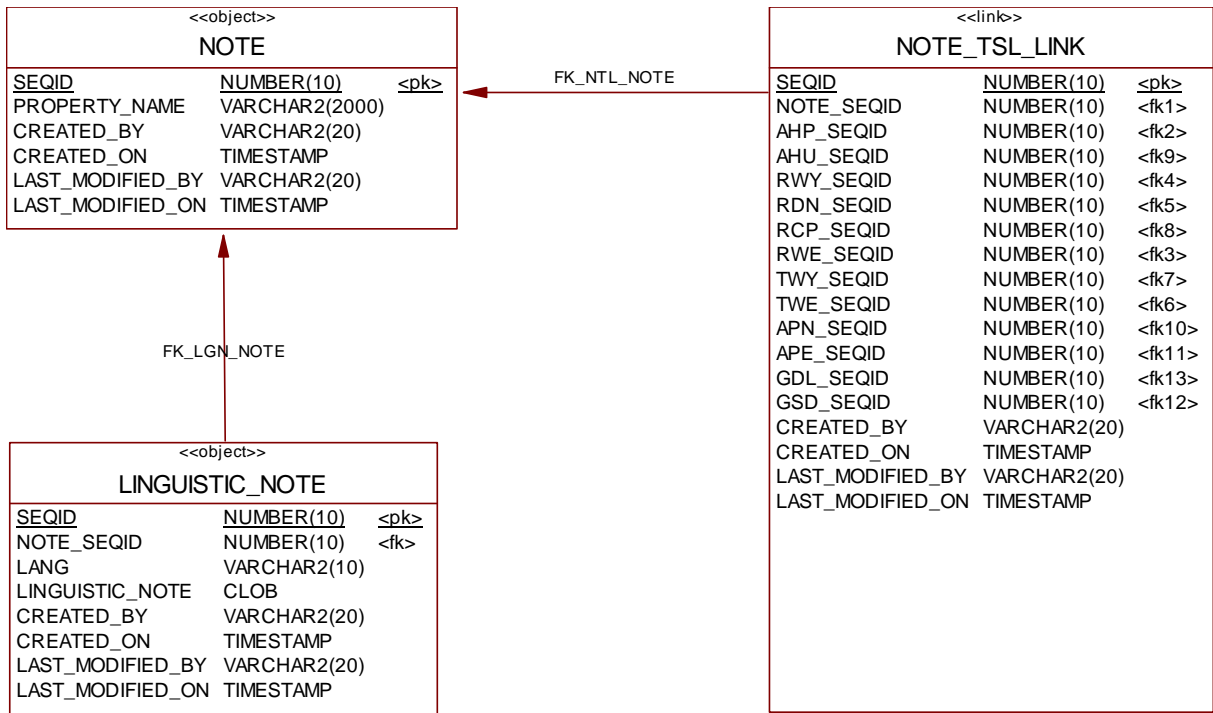 <<object>>
NOTE
SEQID NUMBER(10) <pk>
PROPERTY_NAME VARCHAR2(2000)
CREATED_BY VARCHAR2(20)
CREATED_ON TIMESTAMP
LAST_MODIFIED_BY VARCHAR2(20)
LAST_MODIFIED_ON TIMESTAMP
FK_NTL_NOTE
<<link>>
NOTE_TSL_LINK
SEQID NUMBER(10) <pk>
NOTE_SEQID NUMBER(10) <fk1>
AHP_SEQID NUMBER(10) <fk2>
AHU_SEQID NUMBER(10) <fk9>
RWY_SEQID NUMBER(10) <fk4>
RDN_SEQID NUMBER(10) <fk5>
RCP_SEQID NUMBER(10) <fk8>
RWE_SEQID NUMBER(10) <fk3>
TWY_SEQID NUMBER(10) <fk7>
TWE_SEQID NUMBER(10) <fk6>
APN_SEQID NUMBER(10) <fk10>
APE_SEQID NUMBER(10) <fk11>
GDL_SEQID NUMBER(10) <fk13>
GSD_SEQID NUMBER(10) <fk12>
CREATED_BY VARCHAR2(20)
CREATED_ON TIMESTAMP
LAST_MODIFIED_BY VARCHAR2(20)
LAST_MODIFIED_ON TIMESTAMP
FK_LGN_NOTE
<<object>>
LINGUISTIC_NOTE
SEQID NUMBER(10) <pk>
NOTE_SEQID NUMBER(10) <fk>
LANG VARCHAR2(10)
LINGUISTIC_NOTE CLOB
CREATED_BY VARCHAR2(20)
CREATED_ON TIMESTAMP
LAST_MODIFIED_BY VARCHAR2(20)
LAST_MODIFIED_ON TIMESTAMP